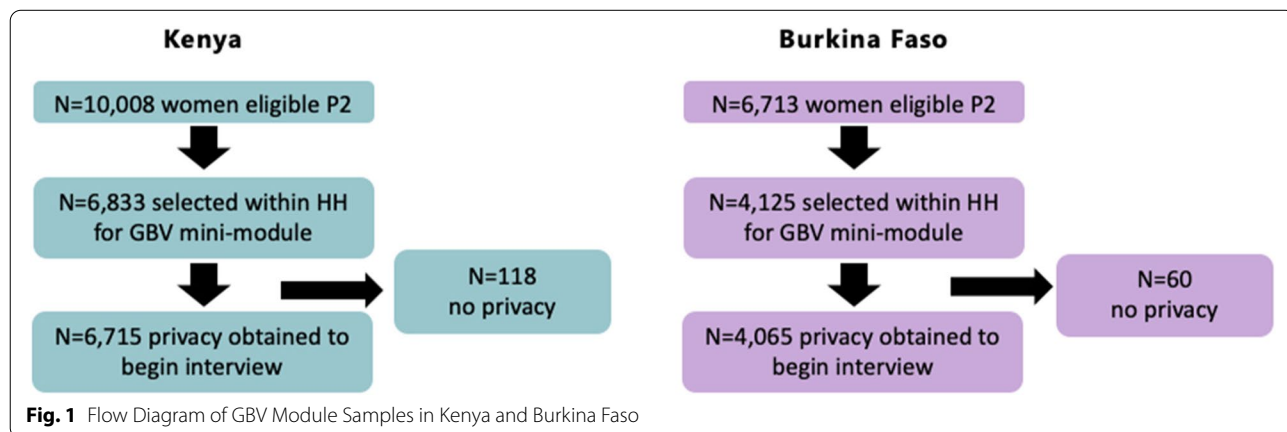 Kenya
N=10,008 women eligible P2
N=6,833 selected within HH
for GBV mini-module
N=118
no privacy
N=6,715 privacy obtained to
begin interview
Burkina Faso
N=6,713 women eligible P2
N=4,125 selected within HH
for GBV mini-module
N=60
no privacy
N=4,065 privacy obtained to
begin interview
Fig. 1 Flow Diagram of GBV Module Samples in Kenya and Burkina Faso